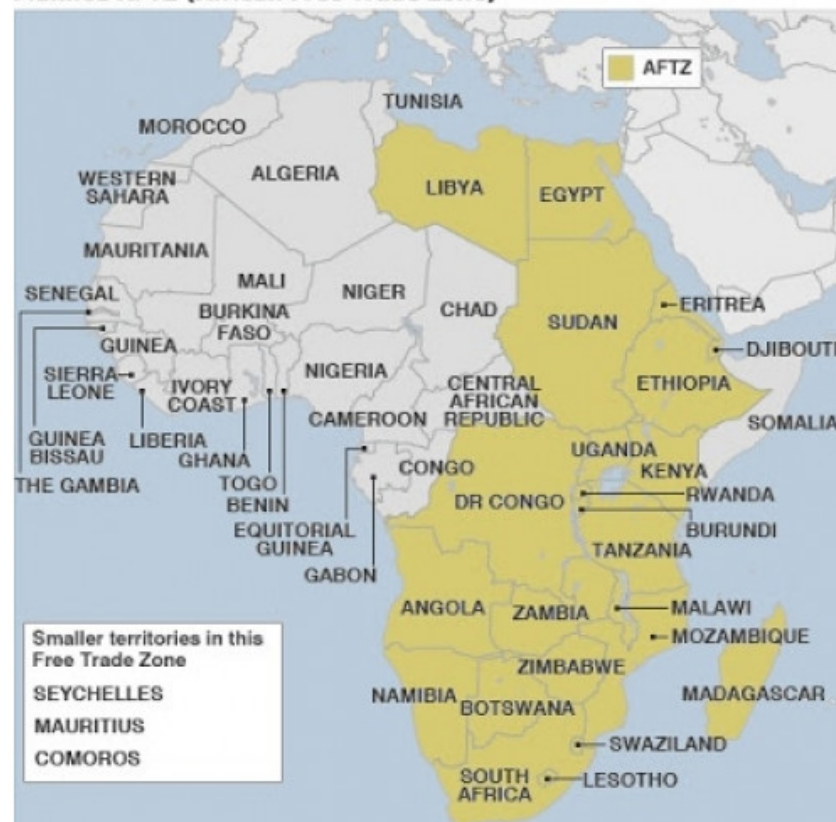 AFTZ
TUNISIA
MOROCCO
ALGERIA
LIBYA
EGYPT
WESTERN
SAHARA
MAURITANIA
MALI
NIGER
CHAD
SUDAN
ERITREA
SENEGAL
BURKINA
FASO
GUINEA
NIGERIA
DJIBOUTI
SIERRA
LEONE
IVORY
COAST
CENTRAL
AFRICAN
REPUBLIC
ETHIOPIA
SOMALIA
CAMEROON
GUINEA
BISSAU
LIBERIA
GHANA
UGANDA
KENYA
THE GAMBIA
TOGO
BENIN
CONGO
DR CONGO
RWANDA
BURUNDI
EQUITORIAL
GUINEA
TANZANIA
GABON
ANGOLA
ZAMBIA
MALAWI
MOZAMBIQUE
ZIMBABWE
NAMIBIA
BOTSWANA
MADAGASCAR
SWAZILAND
SOUTH
AFRICA
LESOTHO
Smaller territories in this
Free Trade Zone
SEYCHELLES
MAURITIUS
COMOROS